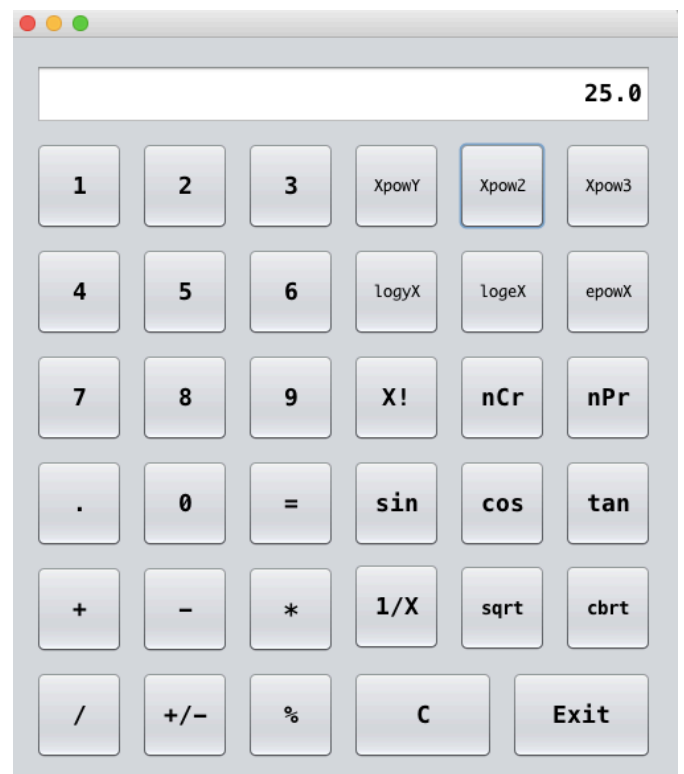 25.0
1 2 3 XpowY Xpow2 Xpow3
4 5 6 logyX logeX epowX
7 8 9 X! nCr nPr
. 0 = sin cos tan
+ - * 1/X sqrt cbrt
/ +/- % C Exit